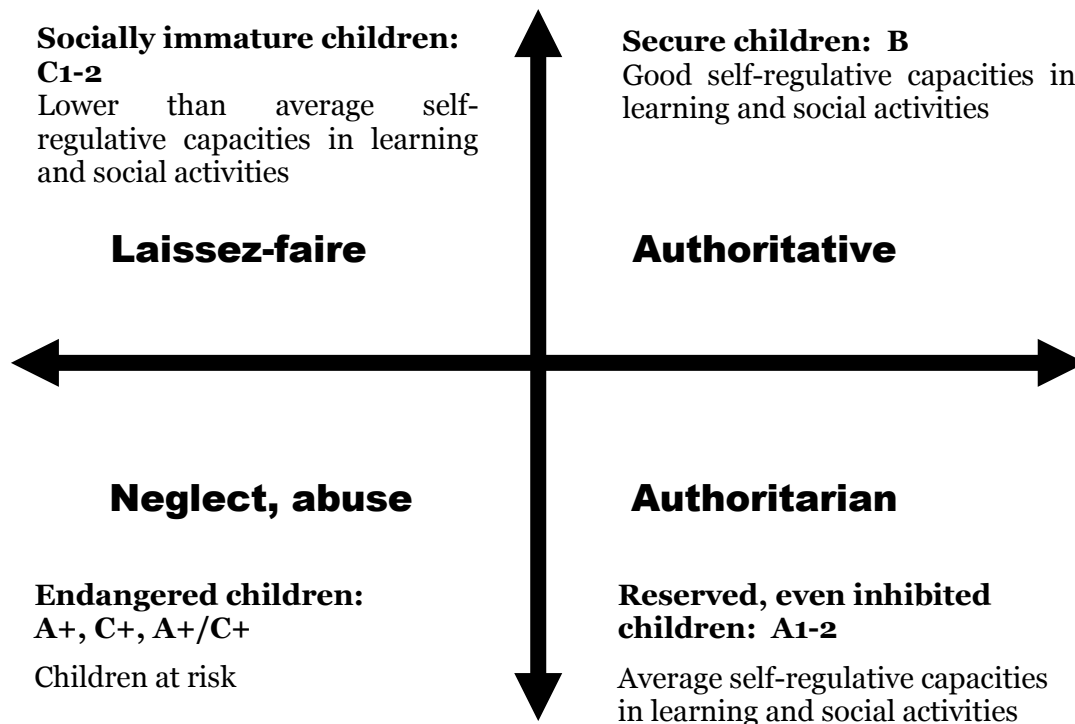 Socially immature children:
C1-2
Lower than average self-
regulative capacities in learning
and social activities
Laissez-faire
Secure children: B
Good self-regulative capacities in
learning and social activities
Authoritative
Neglect, abuse
Endangered children:
A+, C+, A+/C+
Children at risk
Authoritarian
Reserved, even inhibited
children: A1-2
Average self-regulative capacities
in learning and social activities